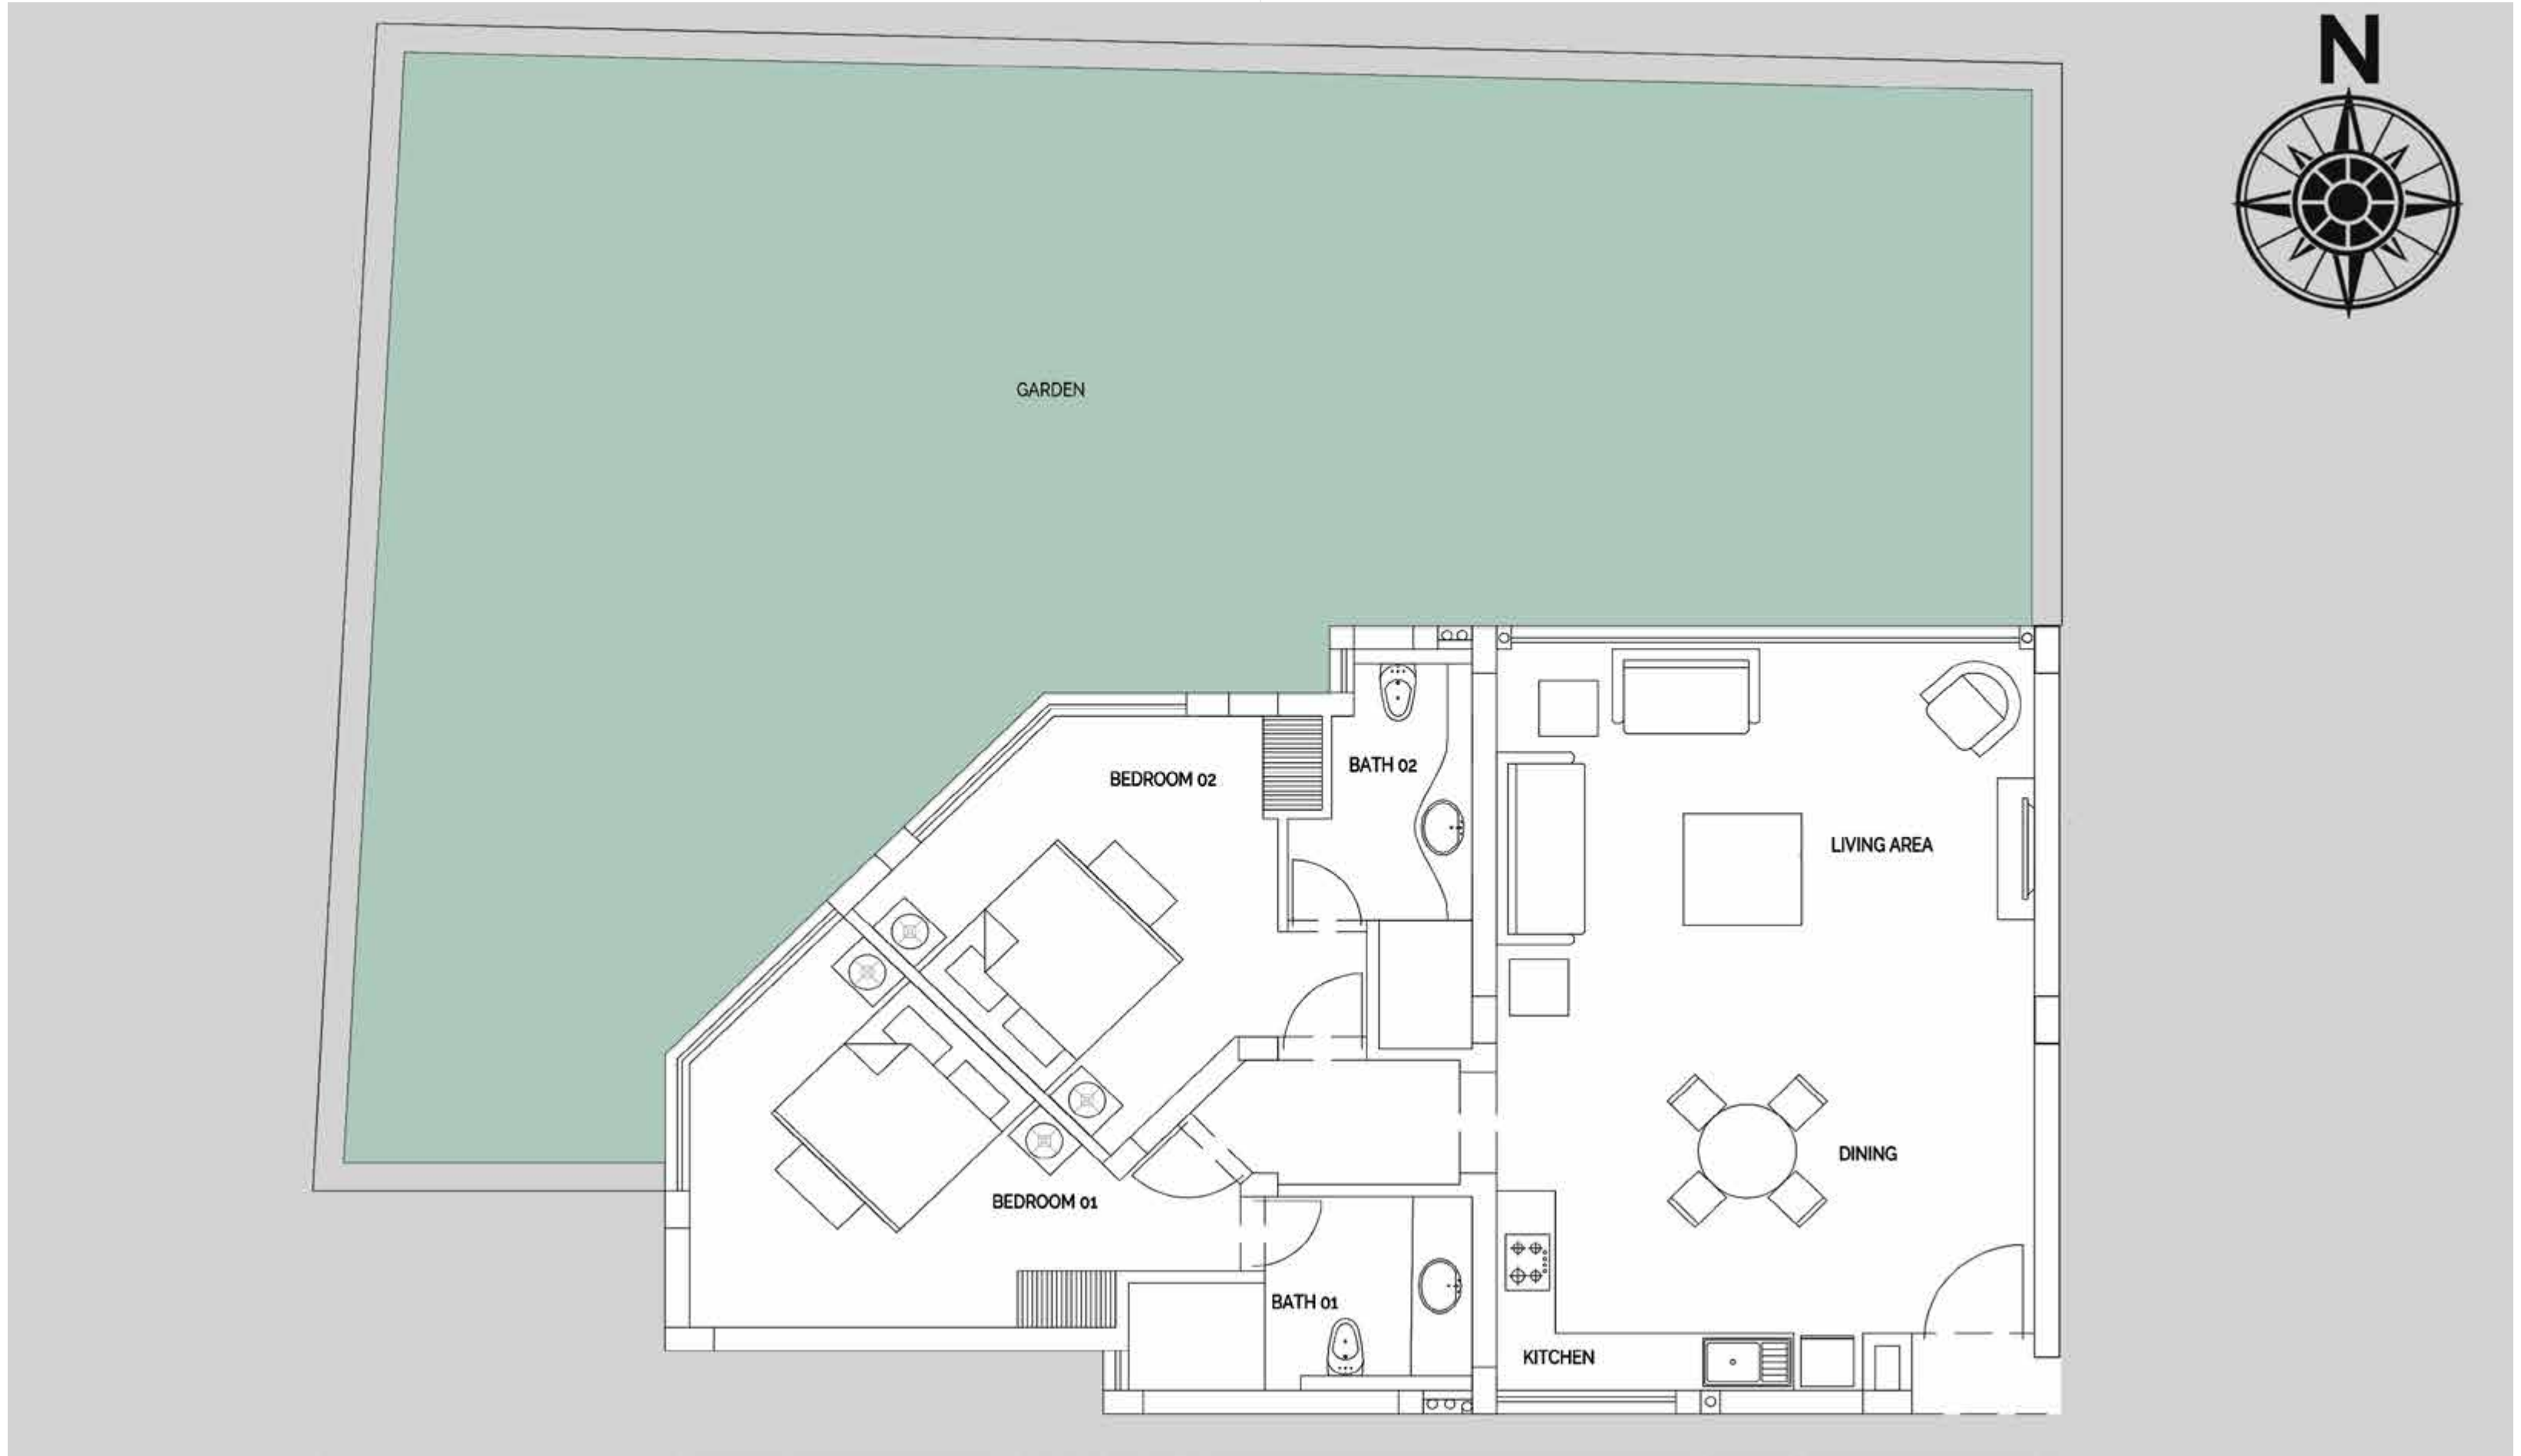 N
GARDEN
BEDROOM 02
BATH 02
LIVING AREA
DINING
BEDROOM 01
BATH 01
KITCHEN